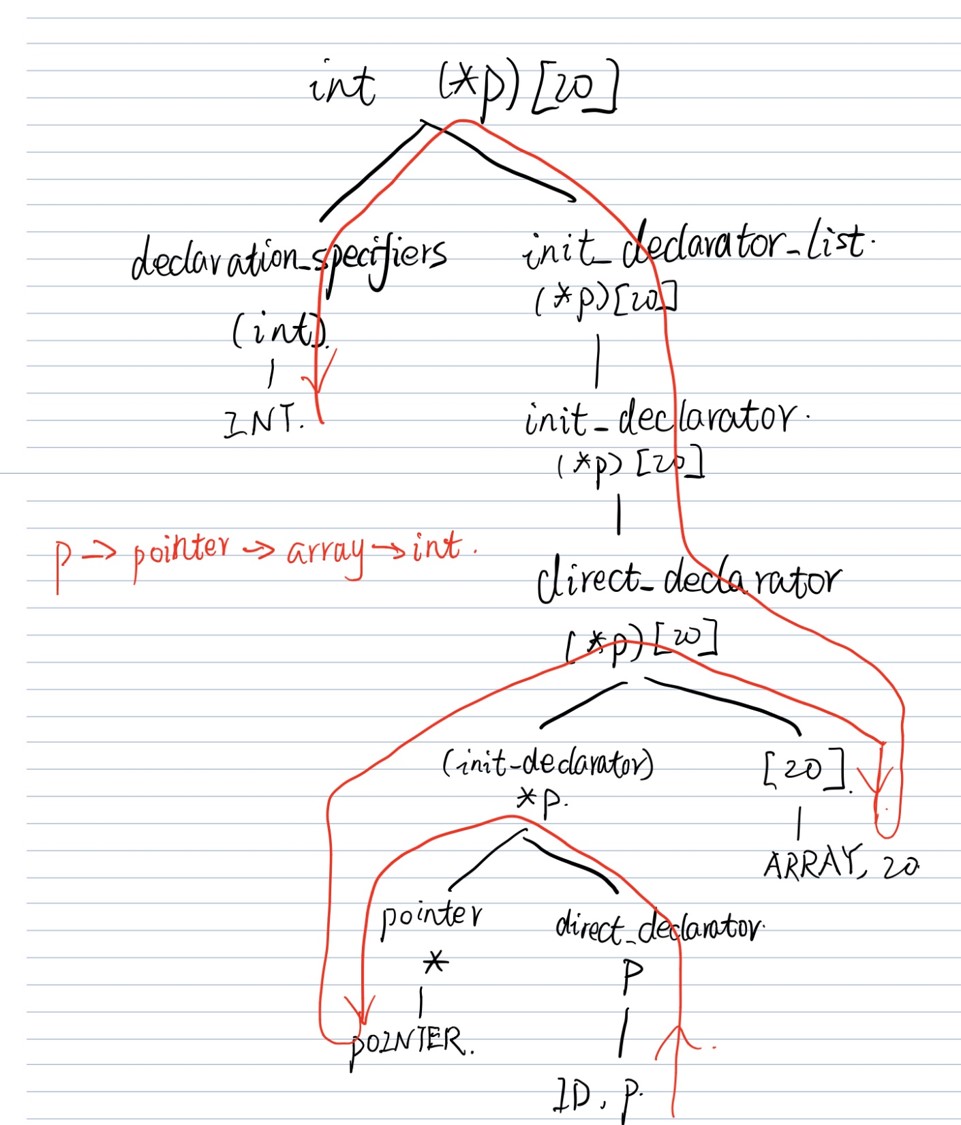 int (*p)[20]
declaration_specifiers init_declarator_list.
(int). (*p)[20]
INT. init_declarator.
(*p)[20]
p → pointer → array → int.
direct_declarator
(*p)[20]
(init-declarator) [20].
*p.
ARRAY, 20
pointer direct_declarator.
* p
POINTER.
ID, p.